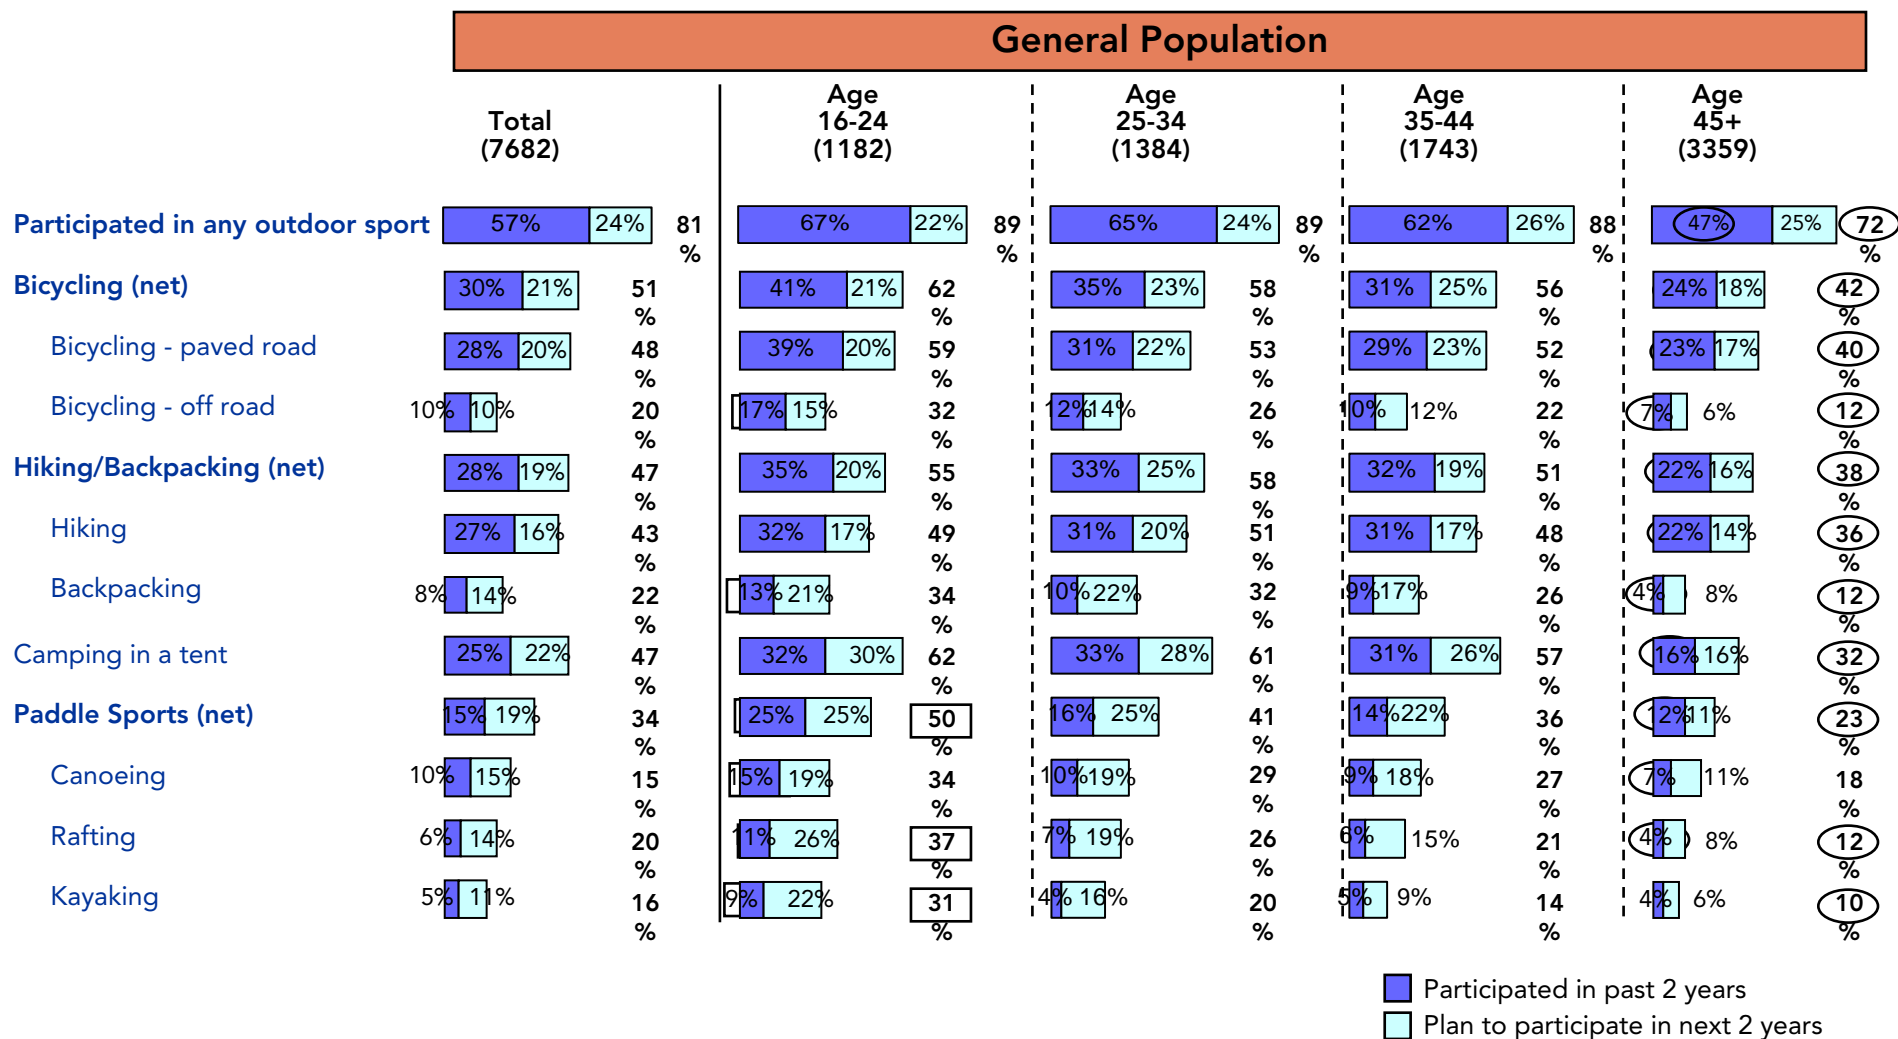 General Population
Total
(7682)
Age
16-24
(1182)
Age
25-34
(1384)
Age
35-44
(1743)
Age
45+
(3359)
Participated in any outdoor sport 57% 24% 81 % 67% 22% 89 % 65% 24% 89 % 62% 26% 88 % 47% 25% 72 %
Bicycling (net) 30% 21% 51 % 41% 21% 62 % 35% 23% 58 % 31% 25% 56 % 24% 18% 42 %
Bicycling - paved road 28% 20% 48 % 39% 20% 59 % 31% 22% 53 % 29% 23% 52 % 23% 17% 40 %
Bicycling - off road 10% 10% 20 % 17% 15% 32 % 12% 14% 26 % 10% 12% 22 % 7% 6% 12 %
Hiking/Backpacking (net) 28% 19% 47 % 35% 20% 55 % 33% 25% 58 % 32% 19% 51 % 22% 16% 38 %
Hiking 27% 16% 43 % 32% 17% 49 % 31% 20% 51 % 31% 17% 48 % 22% 14% 36 %
Backpacking 8% 14% 22 % 13% 21% 34 % 10% 22% 32 % 9% 17% 26 % 4% 8% 12 %
Camping in a tent 25% 22% 47 % 32% 30% 62 % 33% 28% 61 % 31% 26% 57 % 16% 16% 32 %
Paddle Sports (net) 15% 19% 34 % 25% 25% 50 % 16% 25% 41 % 14% 22% 36 % 12% 11% 23 %
Canoeing 10% 15% 15 % 15% 19% 34 % 10% 19% 29 % 9% 18% 27 % 7% 11% 18 %
Rafting 6% 14% 20 % 11% 26% 37 % 7% 19% 26 % 6% 15% 21 % 4% 8% 12 %
Kayaking 5% 11% 16 % 9% 22% 31 % 4% 16% 20 % 5% 9% 14 % 4% 6% 10 %
Participated in past 2 years
Plan to participate in next 2 years